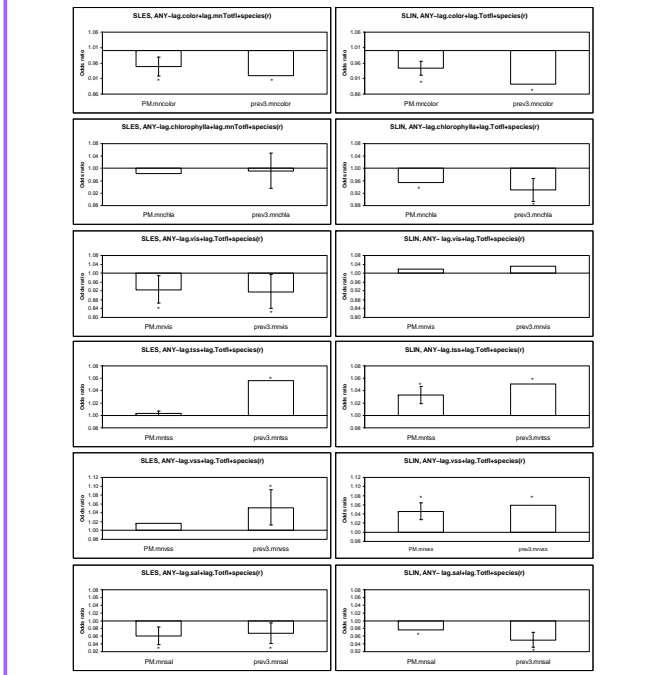 SLES, ANY~lag.color+lag.mnTotfl+species(r)
Odds ratio
1.06
1.01
0.96
0.91
0.86
*
*
PM.mncolor prev3.mncolor
SLIN, ANY~lag.color+lag.Totfl+species(r)
Odds ratio
1.06
1.01
0.96
0.91
0.86
*
*
PM.mncolor prev3.mncolor
SLES, ANY~lag.chlorophylla+lag.mnTotfl+species(r)
Odds ratio
1.08
1.04
1.00
0.96
0.92
0.88
PM.mnchla prev3.mnchla
SLIN, ANY~lag.chlorophylla+lag.Totfl+species(r)
Odds ratio
1.08
1.04
1.00
0.96
0.92
0.88
*
*
PM.mnchla prev3.mnchla
SLES, ANY~lag.vis+lag.Totfl+species(r)
Odds ratio
1.08
1.04
1.00
0.96
0.92
0.88
0.84
0.80
*
*
PM.mnvis prev3.mnvis
SLIN, ANY~ lag.vis+lag.Totfl+species(r)
Odds ratio
1.08
1.04
1.00
0.96
0.92
0.88
0.84
0.80
PM.mnvis prev3.mnvis
SLES, ANY~lag.tss+lag.Totfl+species(r)
Odds ratio
1.08
1.06
1.04
1.02
1.00
0.98
*
PM.mntss prev3.mntss
SLIN, ANY~lag.tss+lag.Totfl+species(r)
Odds ratio
1.08
1.06
1.04
1.02
1.00
0.98
*
*
PM.mntss prev3.mntss
SLES, ANY~lag.vss+lag.Totfl+species(r)
Odds ratio
1.12
1.10
1.08
1.06
1.04
1.02
1.00
0.98
*
PM.mnvss prev3.mnvss
SLIN, ANY~lag.vss+lag.Totfl+species(r)
Odds ratio
1.12
1.10
1.08
1.06
1.04
1.02
1.00
0.98
*
*
PM.mnvss prev3.mnvss
SLES, ANY~lag.sal+lag.Totfl+species(r)
Odds ratio
1.08
1.06
1.04
1.02
1.00
0.98
0.96
0.94
0.92
*
*
PM.mnsal prev3.mnsal
SLIN, ANY~ lag.sal+lag.Totfl+species(r)
Odds ratio
1.08
1.06
1.04
1.02
1.00
0.98
0.96
0.94
0.92
*
*
PM.mnsal prev3.mnsal